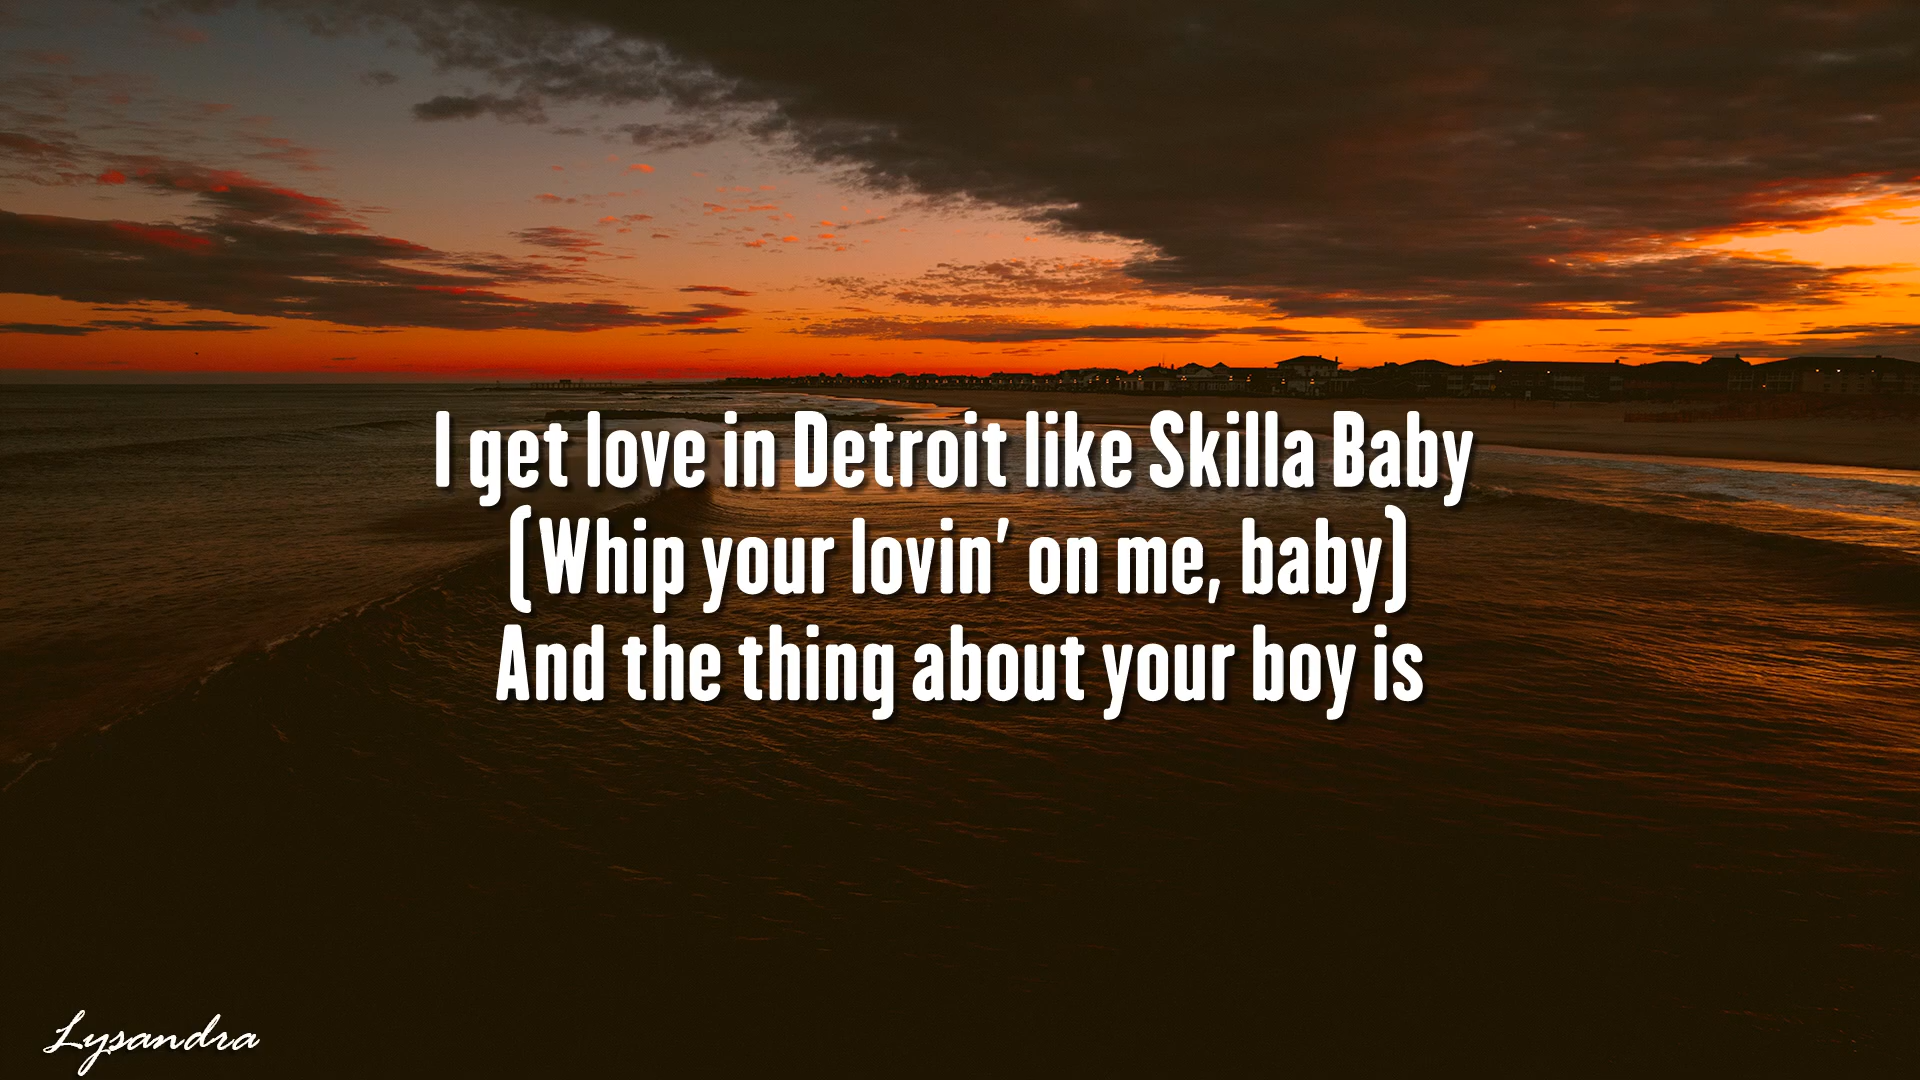 I get love in Detroit like Skilla Baby
(Whip your lovin' on me, baby)
And the thing about your boy is
Lysandra